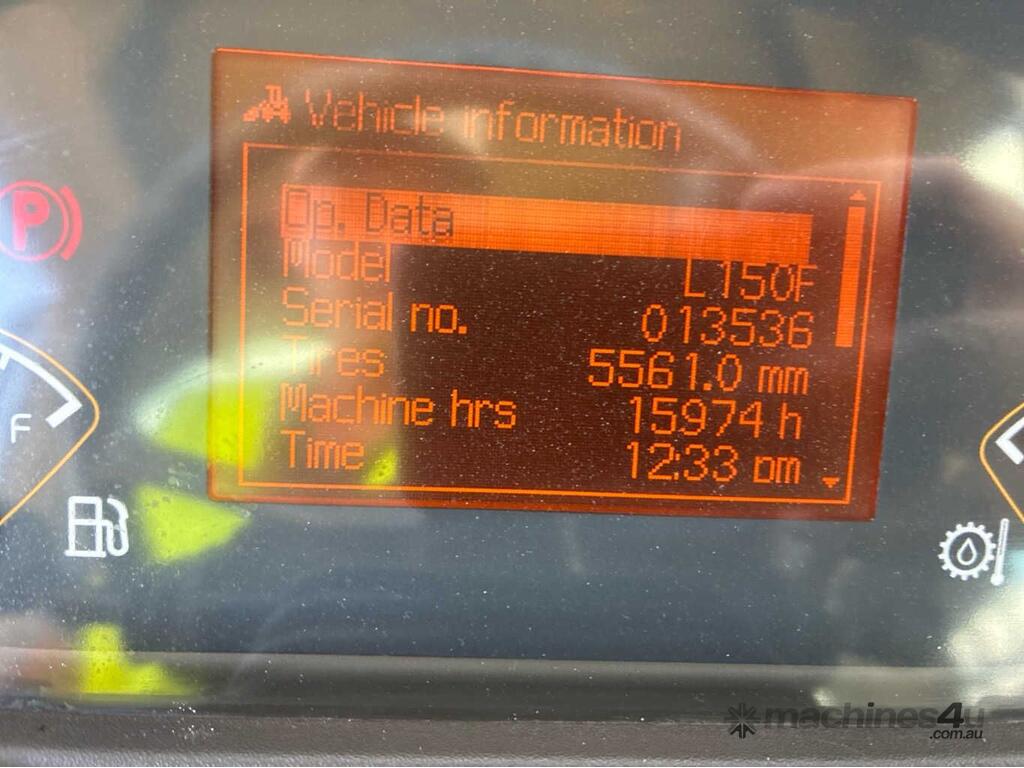 Vehicle information
Op. Data
Model L150F
Serial no. 013536
Tires 5561.0 mm
Machine hrs 15974 h
Time 12:33 pm
P
F
machines4u
.com.au